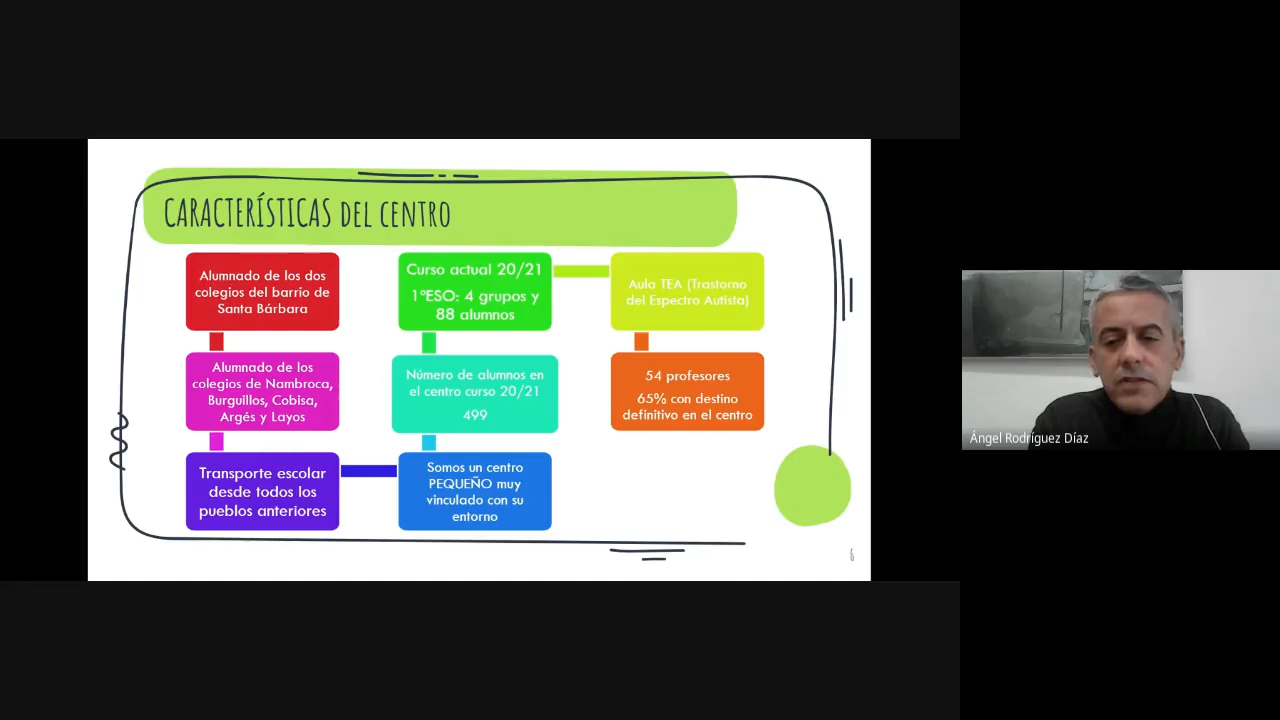 CARACTERÍSTICAS DEL CENTRO
Alumnado de los dos
colegios del barrio de
Santa Bárbara
Alumnado de los
colegios de Nambroca,
Burguillos, Cobisa,
Argés y Layos
Transporte escolar
desde todos los
pueblos anteriores
Somos un centro
PEQUEÑO muy
vinculado con su
entorno
Número de alumnos en
el centro curso 20/21
499
Curso actual 20/21
1ºESO: 4 grupos y
88 alumnos
Aula TEA (Trastorno
del Espectro Autista)
54 profesores
65% con destino
definitivo en el centro
6
Ángel Rodríguez Díaz